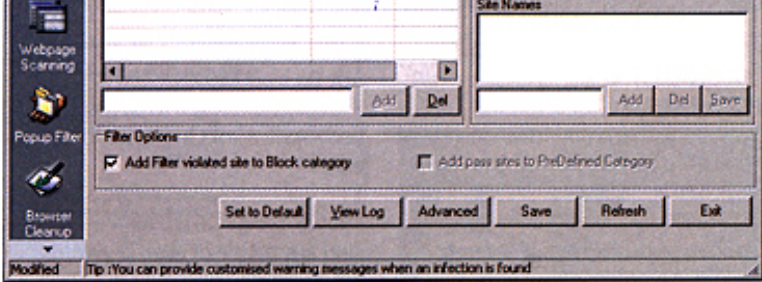 Site Names
Webpage
Scanning
Add
Del
Add
Del
Save
Popup Filter
Filter Options
Add Filter violated site to Block category
Add pass sites to PreDefined Category
Browser
Cleanup
Set to Default
View Log
Advanced
Save
Refresh
Exit
Modified
Tip :You can provide customised warning messages when an infection is found